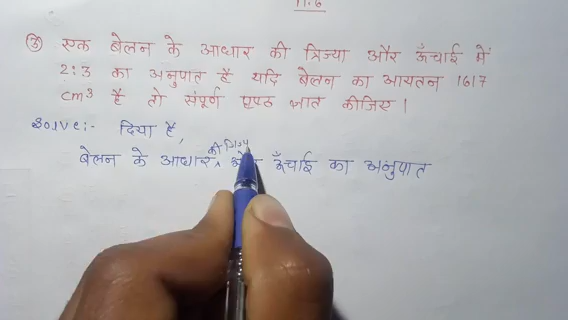 11.6
③ एक बेलन के आधार की त्रिज्या और ऊँचाई में
2:3 का अनुपात है यदि बेलन का आयतन 1617
cm³ है तो संपूर्ण पृष्ठ ज्ञात कीजिए।
Solve:- दिया है,
की त्रिज्य
बेलन के आधार ऊँचाई का अनुपात